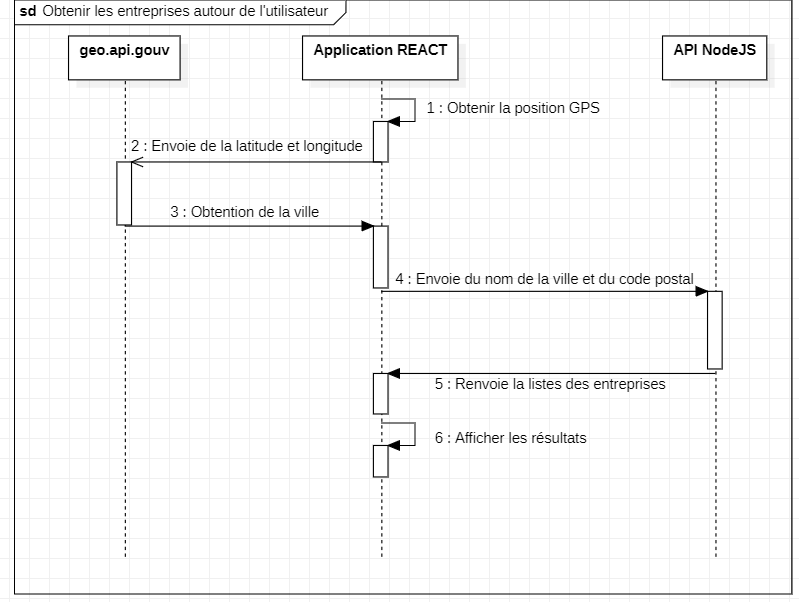 sd Obtenir les entreprises autour de l'utilisateur
geo.api.gouv
Application REACT
API NodeJS
1 : Obtenir la position GPS
2 : Envoie de la latitude et longitude
3 : Obtention de la ville
4 : Envoie du nom de la ville et du code postal
5 : Renvoie la listes des entreprises
6 : Afficher les résultats